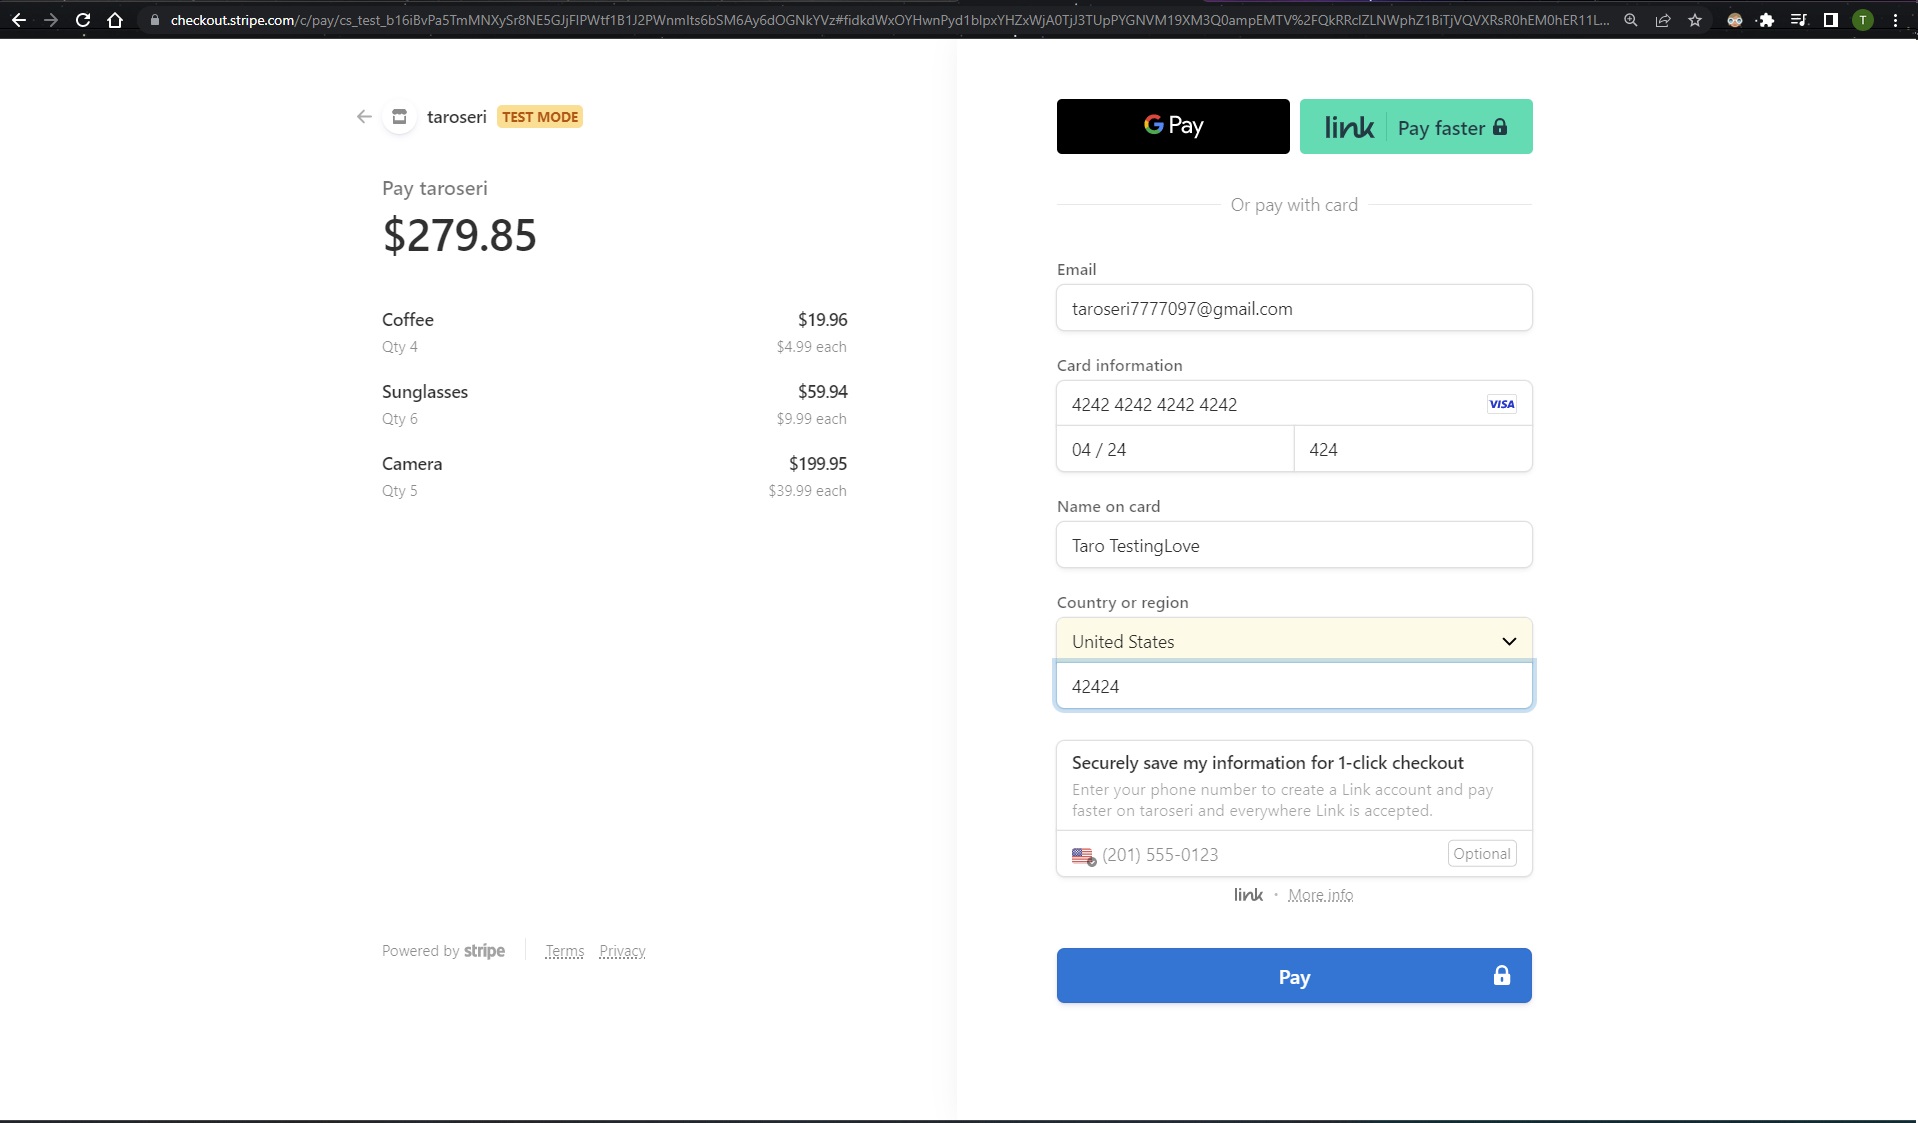 checkout.stripe.com/c/pay/
T
taroseri TEST MODE
Pay taroseri
$279.85
Coffee $19.96
Qty 4 $4.99 each
Sunglasses $59.94
Qty 6 $9.99 each
Camera $199.95
Qty 5 $39.99 each
Powered by stripe Terms Privacy
G Pay link Pay faster
Or pay with card
Email
taroseri7777097@gmail.com
Card information
4242 4242 4242 4242 VISA
04 / 24 424
Name on card
Taro TestingLove
Country or region
United States
42424
Securely save my information for 1-click checkout
Enter your phone number to create a Link account and pay
faster on taroseri and everywhere Link is accepted.
(201) 555-0123 Optional
link · More info
Pay